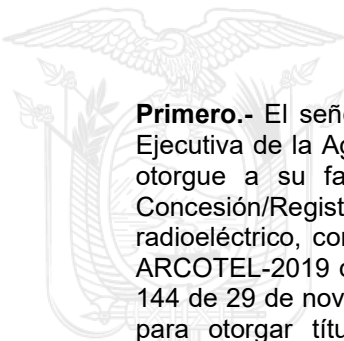 Primero.- El seño
Ejecutiva de la Ag
otorgue a su fa
Concesión/Regist
radioeléctrico, co
ARCOTEL-2019 c
144 de 29 de nov
para otorgar títu